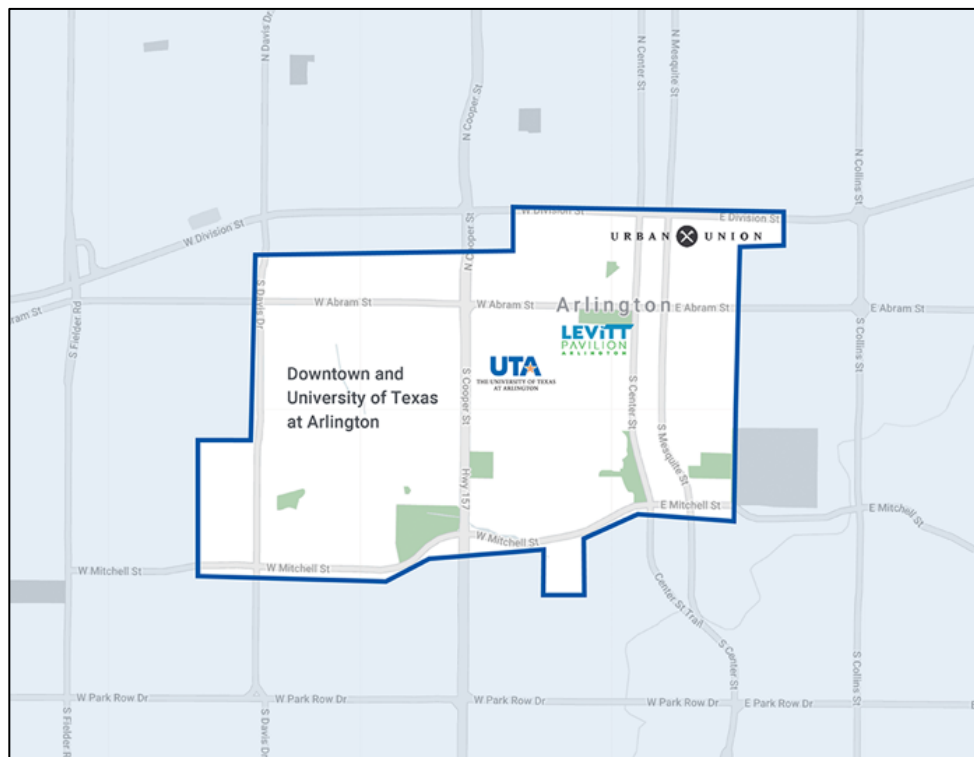 N Davis Dr
N Cooper St
N Center St
N Mesquite St
N Collins St
W Division St
E Division St
W Division St
N Cooper St
URBAN UNION
S Davis Dr
W Abram St
W Abram St
Arlington
E Abram St
E Abram St
ram St
S Fielder Rd
LEViTT
PAVILION
ARLINGTON
S Collins St
UTA
THE UNIVERSITY OF TEXAS
AT ARLINGTON
Downtown and
University of Texas
at Arlington
S Cooper St
S Center St
S Mesquite St
Hwy 157
E Mitchell St
E Mitchell St
W Mitchell St
W Mitchell St
W Mitchell St
Center St Trail
S Center St
S Collins St
W Park Row Dr
W Park Row Dr
W Park Row Dr
W Park Row Dr
E Park Row Dr
E
S Fielder R
S Davis Dr